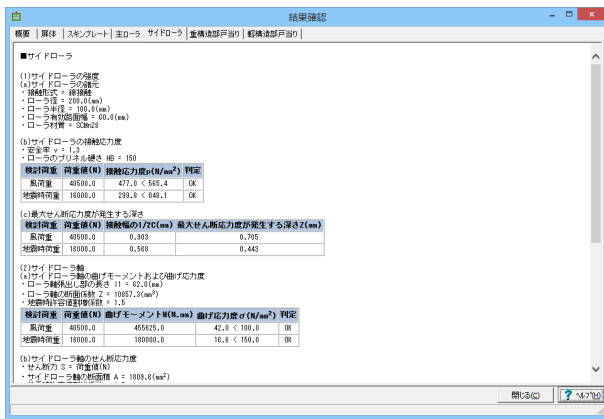 結果確認
概要 扉体 スキンプレート 主ローラ サイドローラ 重構造部戸当り 軽構造部戸当り
■サイドローラ
(1)サイドローラの強度
(a)サイドローラの諸元
・接触形式 = 線接触
・ローラ径 = 200.0(mm)
・ローラ半径 = 100.0(mm)
・ローラ有効踏面幅 = 60.0(mm)
・ローラ材質 = SCMn2B
(b)サイドローラの接触応力度
・安全率 ν = 1.3
・ローラのブリネル硬さ HB = 150
検討荷重 荷重値(N) 接触応力度p(N/mm²) 判定
風荷重 40500.0 477.0 < 565.4 OK
地震時荷重 16000.0 299.8 < 848.1 OK
(c)最大せん断応力度が発生する深さ
検討荷重 荷重値(N) 接触幅の1/2C(mm) 最大せん断応力度が発生する深さZ(mm)
風荷重 40500.0 0.903 0.705
地震時荷重 16000.0 0.568 0.443
(2)サイドローラ軸
(a)サイドローラ軸の曲げモーメントおよび曲げ応力度
・ローラ軸張出し部の長さ l1 = 62.0(mm)
・ローラ軸の断面係数 Z = 10857.3(mm³)
・地震時許容値割増係数 = 1.5
検討荷重 荷重値(N) 曲げモーメントM(N.mm) 曲げ応力度σ(N/mm²) 判定
風荷重 40500.0 455625.0 42.0 < 100.0 OK
地震時荷重 16000.0 180000.0 16.6 < 150.0 OK
(b)サイドローラ軸のせん断応力度
・せん断力 S = 荷重値(N)
・サイドローラ軸の断面積 A = 1809.6(mm²)
閉じる(C) ? ヘルプ(H)